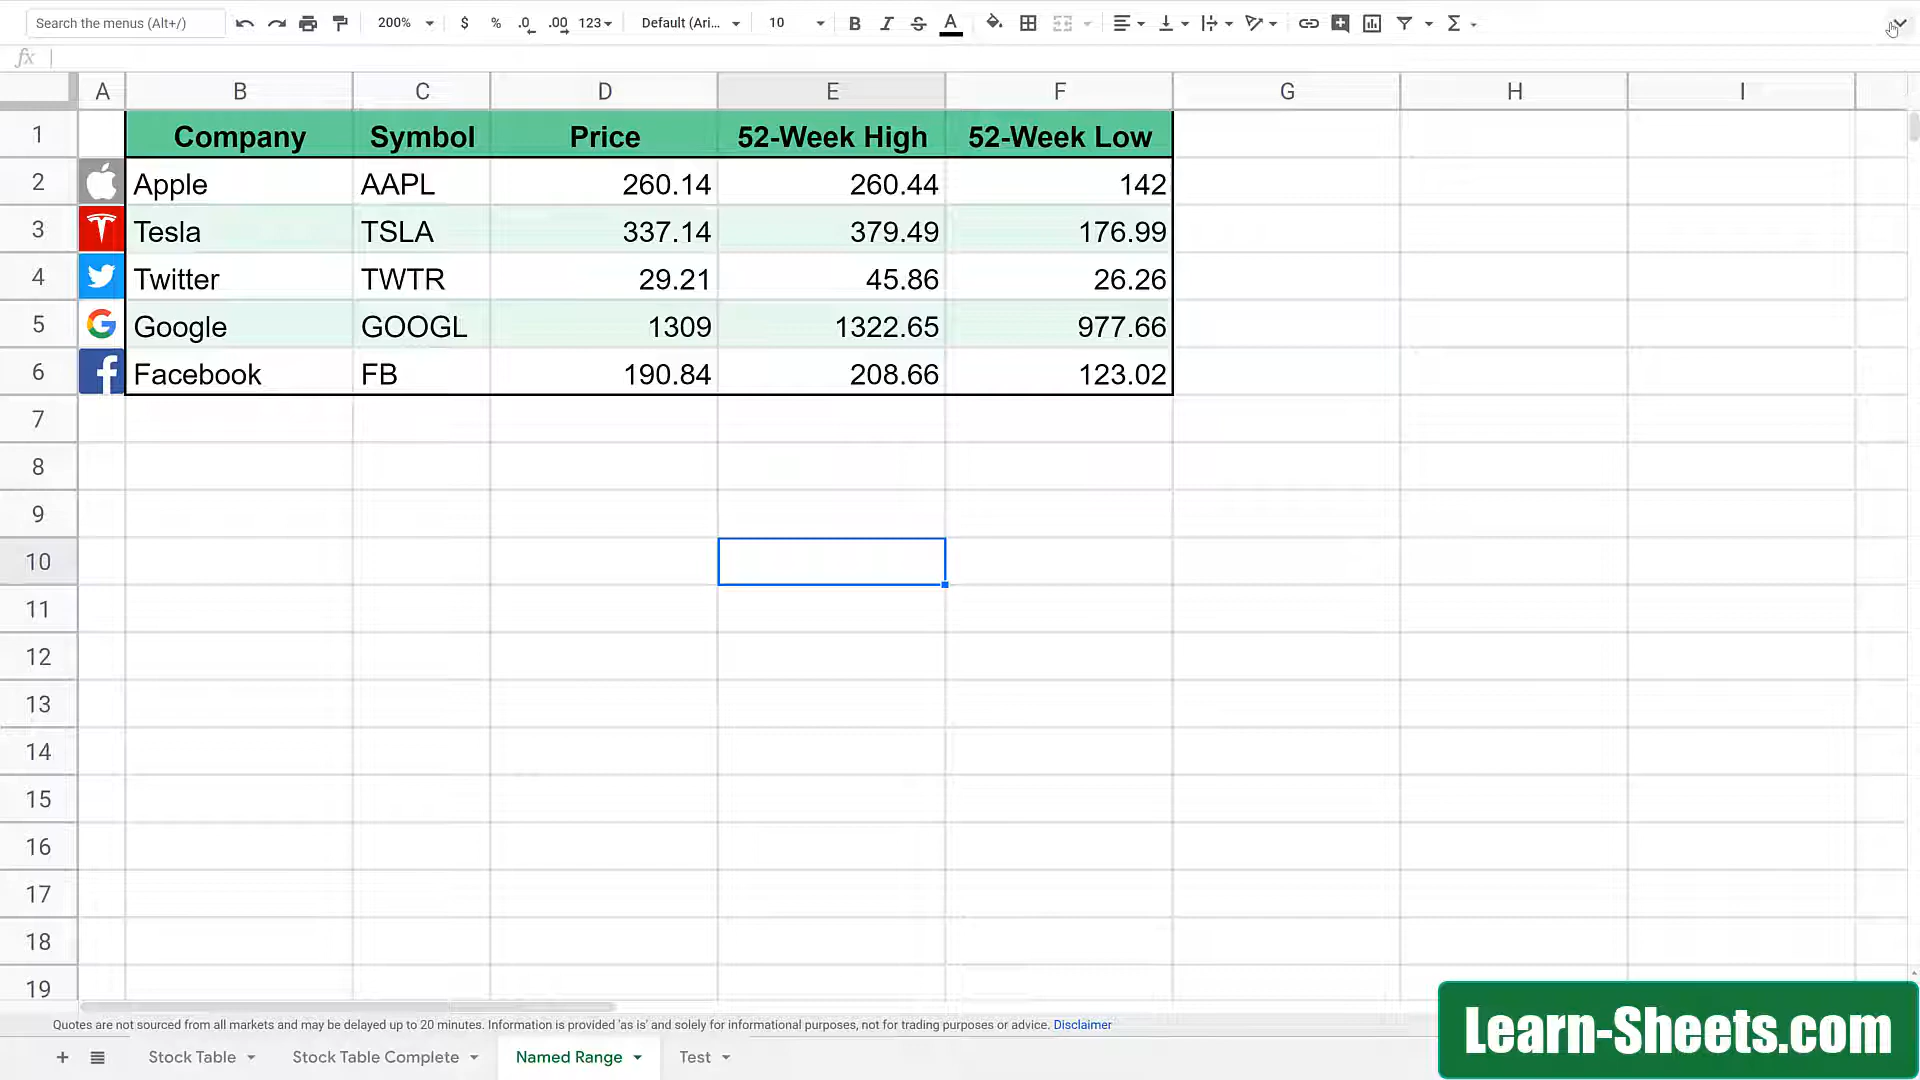 Search the menus (Alt+/) 200% $ % .0 .00 123 Default (Ari... 10 B I S A Σ
fx
A B C D E F G H I
1 Company Symbol Price 52-Week High 52-Week Low
2 Apple AAPL 260.14 260.44 142
3 Tesla TSLA 337.14 379.49 176.99
4 Twitter TWTR 29.21 45.86 26.26
5 Google GOOGL 1309 1322.65 977.66
6 Facebook FB 190.84 208.66 123.02
7
8
9
10
11
12
13
14
15
16
17
18
19
Quotes are not sourced from all markets and may be delayed up to 20 minutes. Information is provided 'as is' and solely for informational purposes, not for trading purposes or advice. Disclaimer
+ Stock Table Stock Table Complete Named Range Test
Learn-Sheets.com